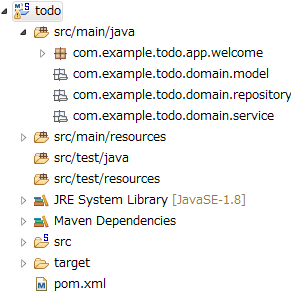 todo
src/main/java
com.example.todo.app.welcome
com.example.todo.domain.model
com.example.todo.domain.repository
com.example.todo.domain.service
src/main/resources
src/test/java
src/test/resources
JRE System Library [JavaSE-1.8]
Maven Dependencies
src
target
pom.xml